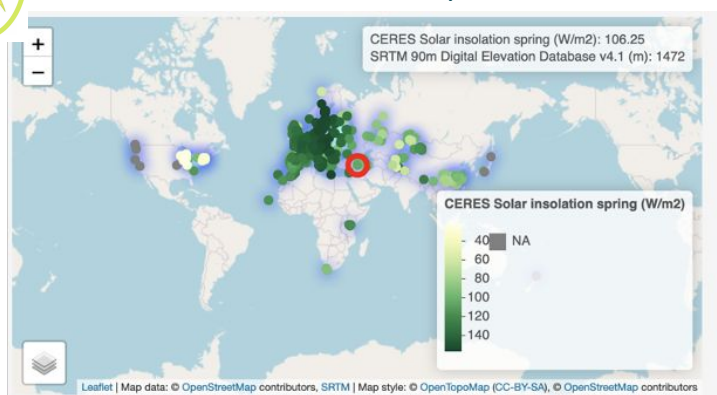 +
−
CERES Solar insolation spring (W/m2): 106.25
SRTM 90m Digital Elevation Database v4.1 (m): 1472
CERES Solar insolation spring (W/m2)
40 NA
60
80
100
120
140
Leaflet | Map data: © OpenStreetMap contributors, SRTM | Map style: © OpenTopoMap (CC-BY-SA), © OpenStreetMap contributors